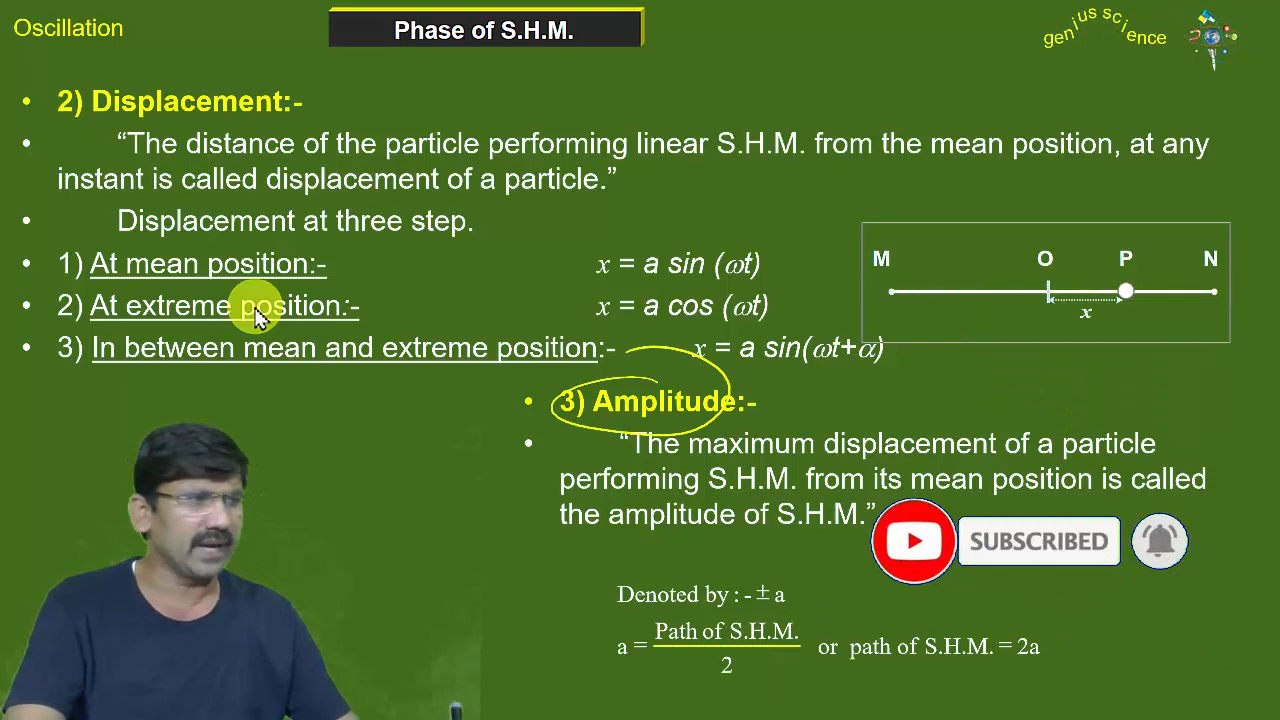 Oscillation
Phase of S.H.M.
genius science
• 2) Displacement:-
• “The distance of the particle performing linear S.H.M. from the mean position, at any
instant is called displacement of a particle.”
• Displacement at three step.
• 1) At mean position:- x = a sin (ωt)
• 2) At extreme position:- x = a cos (ωt)
• 3) In between mean and extreme position:- x = a sin(ωt+α)
M O P N
x
• 3) Amplitude:-
• “The maximum displacement of a particle
performing S.H.M. from its mean position is called
the amplitude of S.H.M.”
SUBSCRIBED
Denoted by : - ± a
a = Path of S.H.M. / 2 or path of S.H.M. = 2a